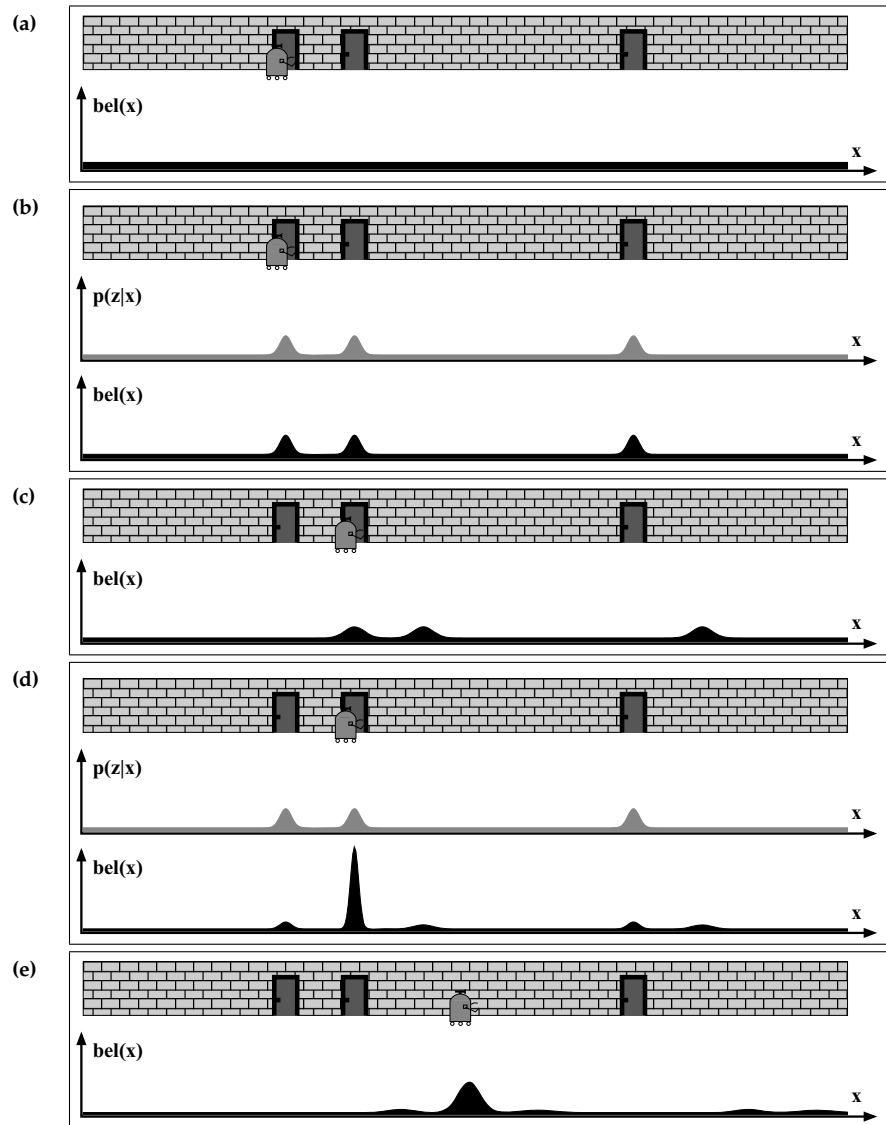 (a)
bel(x)
x
(b)
p(z|x)
x
bel(x)
x
(c)
bel(x)
x
(d)
p(z|x)
x
bel(x)
x
(e)
bel(x)
x